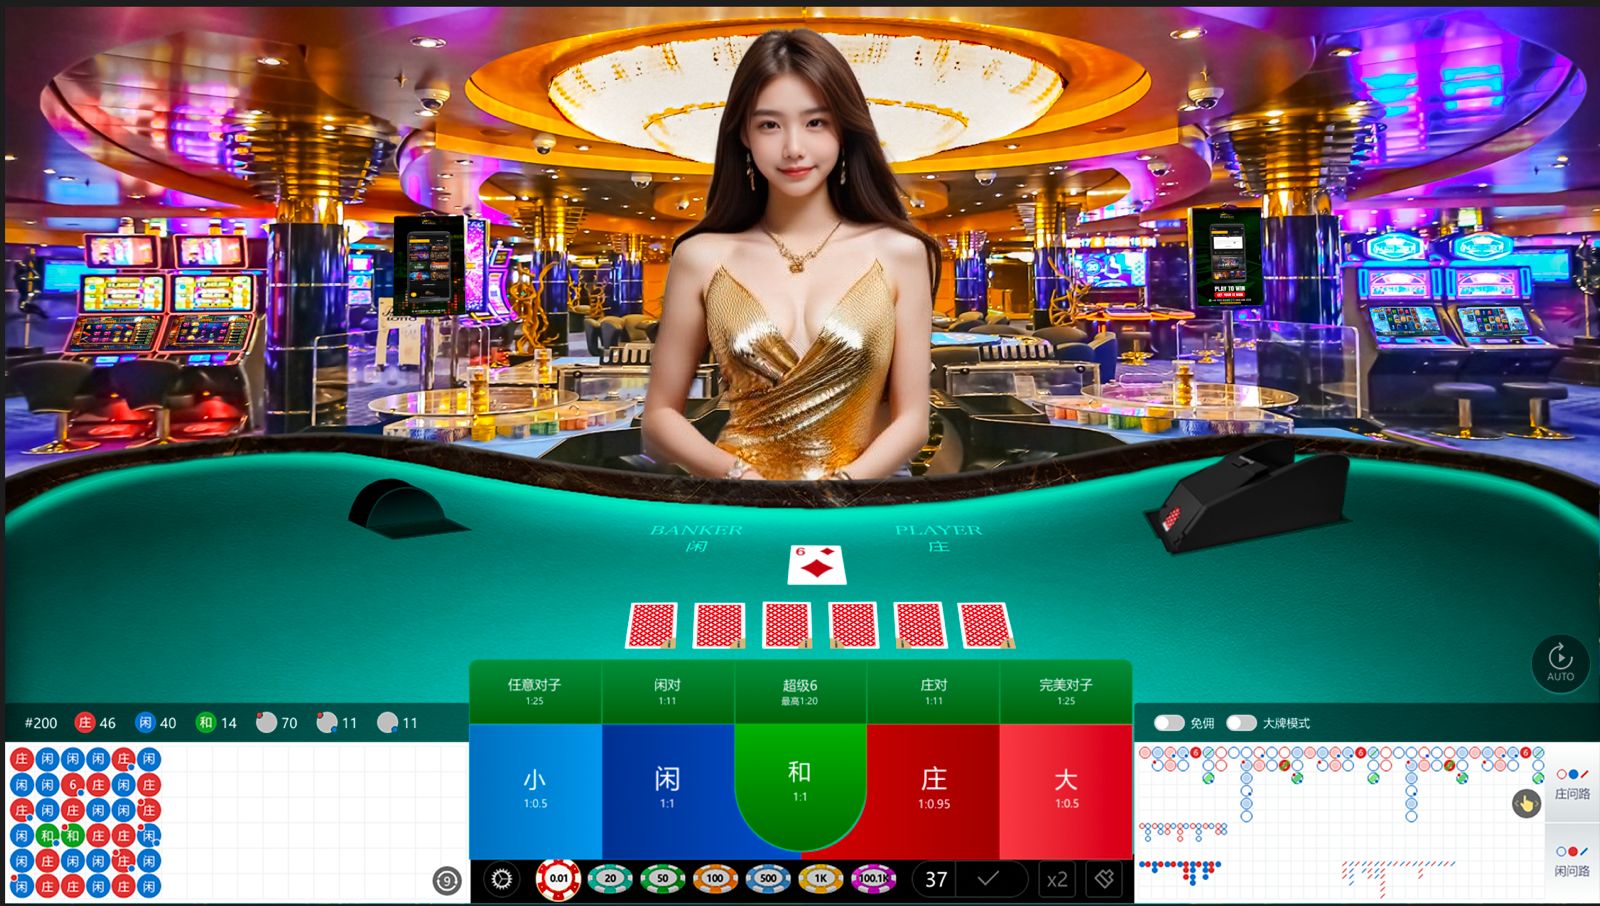 PLAY TO WIN
BANKER
闲
PLAYER
庄
6
AUTO
任意对子
1:25
闲对
1:11
超级6
最高1:20
庄对
1:11
完美对子
1:25
#200
庄 46
闲 40
和 14
70
11
11
免佣
大牌模式
小
1:0.5
闲
1:1
和
1:1
庄
1:0.95
大
1:0.5
庄 闲 闲 闲 庄 闲
闲 闲 6 庄 闲 庄
庄 闲 庄 闲 闲 庄
闲 和 和 庄 庄 闲
闲 庄 闲 闲 庄 闲
闲 庄 庄 闲 庄 闲
9
庄问路
闲问路
0.01
20
50
100
500
1K
100.1K
37
x2